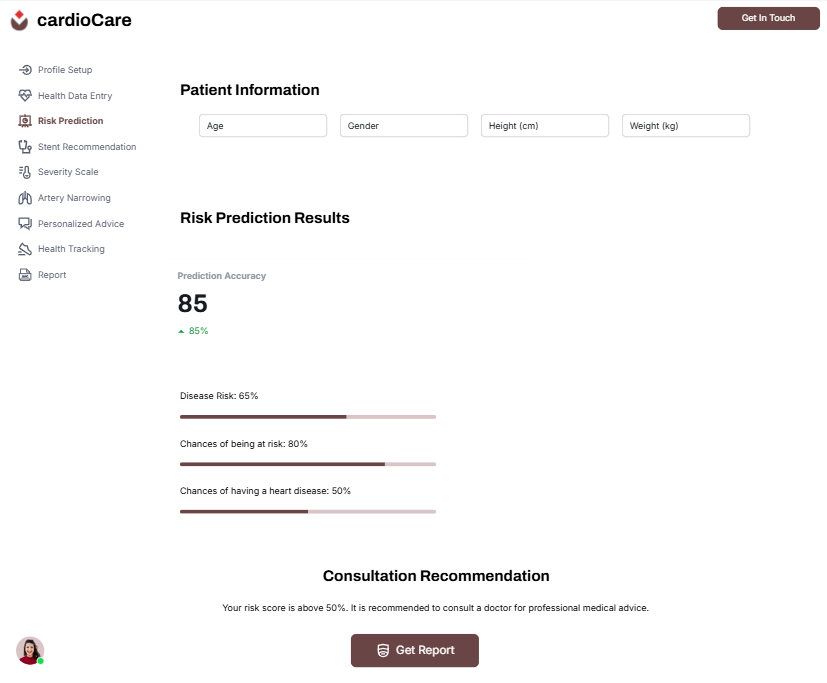 cardioCare
Get In Touch
Profile Setup
Health Data Entry
Risk Prediction
Stent Recommendation
Severity Scale
Artery Narrowing
Personalized Advice
Health Tracking
Report
Patient Information
Age
Gender
Height (cm)
Weight (kg)
Risk Prediction Results
Prediction Accuracy
85
85%
Disease Risk: 65%
Chances of being at risk: 80%
Chances of having a heart disease: 50%
Consultation Recommendation
Your risk score is above 50%. It is recommended to consult a doctor for professional medical advice.
Get Report